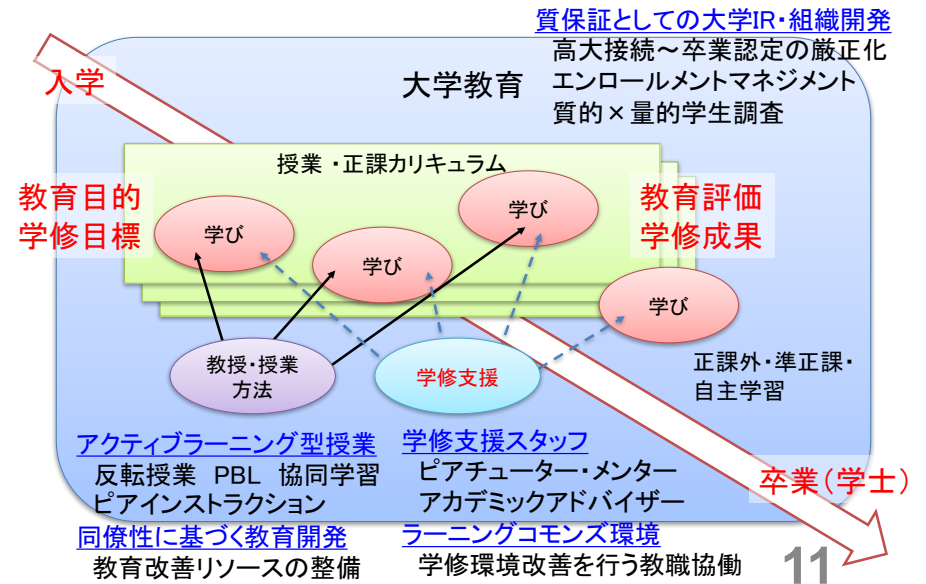 質保証としての大学IR・組織開発
高大接続～卒業認定の厳正化
エンロールメントマネジメント
質的×量的学生調査
入学
大学教育
授業・正課カリキュラム
教育目的
学修目標
教育評価
学修成果
学び
学び
学び
学び
教授・授業
方法
学修支援
正課外・準正課・
自主学習
アクティブラーニング型授業
反転授業 PBL 協同学習
ピアインストラクション
同僚性に基づく教育開発
教育改善リソースの整備
学修支援スタッフ
ピアチューター・メンター
アカデミックアドバイザー
ラーニングコモンズ環境
学修環境改善を行う教職協働
卒業(学士)
11